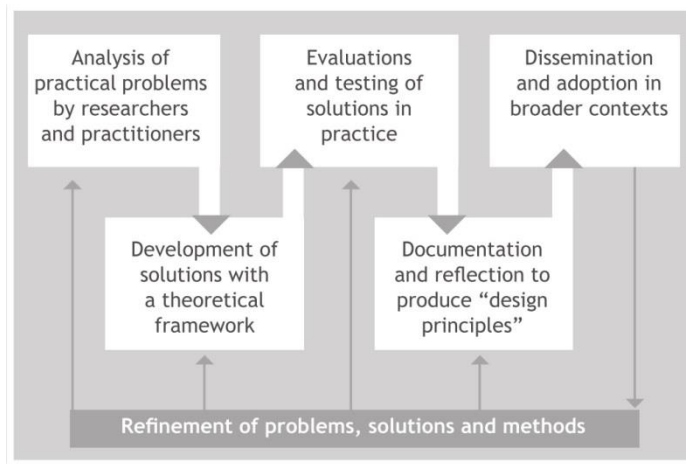 Analysis of
practical problems
by researchers
and practitioners
Development of
solutions with
a theoretical
framework
Evaluations
and testing of
solutions in
practice
Documentation
and reflection to
produce “design
principles”
Dissemination
and adoption in
broader contexts
Refinement of problems, solutions and methods